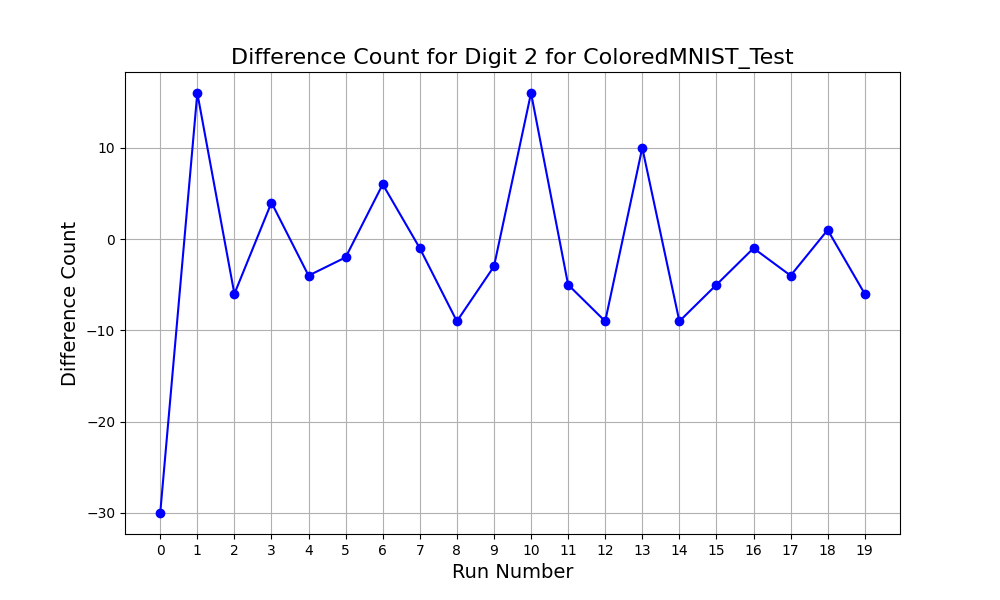 Difference Count for Digit 2 for ColoredMNIST_Test
Difference Count
10
0
−10
−20
−30
0 1 2 3 4 5 6 7 8 9 10 11 12 13 14 15 16 17 18 19
Run Number